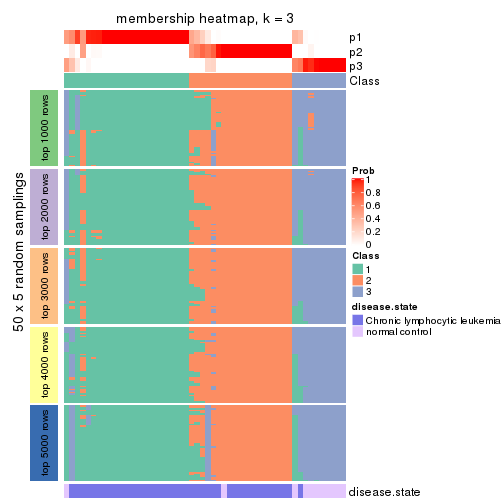 membership heatmap, k = 3
p1
p2
p3
Class
50 x 5 random samplings
top 1000 rows
top 2000 rows
top 3000 rows
top 4000 rows
top 5000 rows
Prob
1
0.8
0.6
0.4
0.2
0
Class
1
2
3
disease.state
Chronic lymphocytic leukemia
normal control
disease.state